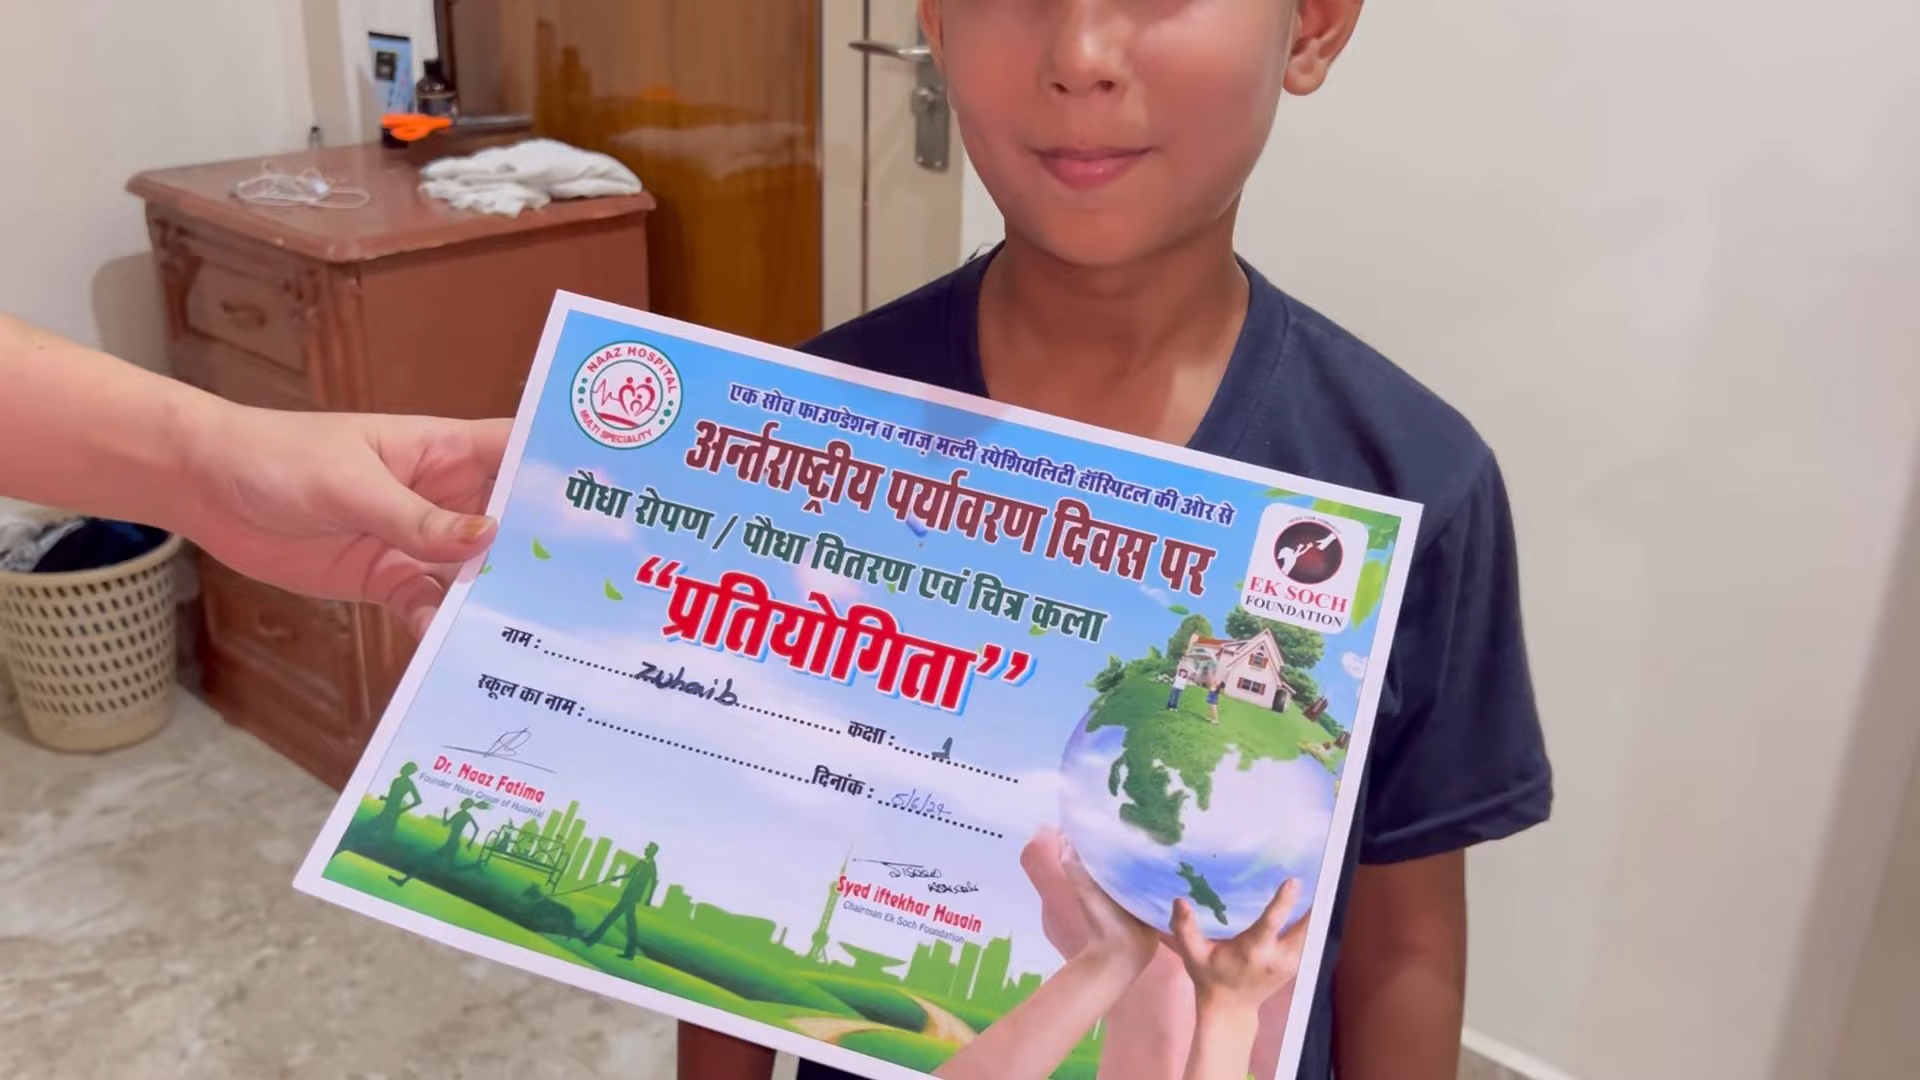 NAAZ HOSPITAL
MULTI SPECIALITY
एक सोच फाउण्डेशन व नाज़ मल्टी स्पेशियलिटी हॉस्पिटल की ओर से
अर्न्तराष्ट्रीय पर्यावरण दिवस पर
पौधा रोपण / पौधा वितरण एवं चित्र कला
“प्रतियोगिता”
EK SOCH
FOUNDATION
नाम : Zuhaib कक्षा : 1
स्कूल का नाम : दिनांक : 5/6/24
Dr. Naaz Fatima
Founder Naaz Group of Hospital
Syed iftekhar Husain
Chairman Ek Soch Foundation